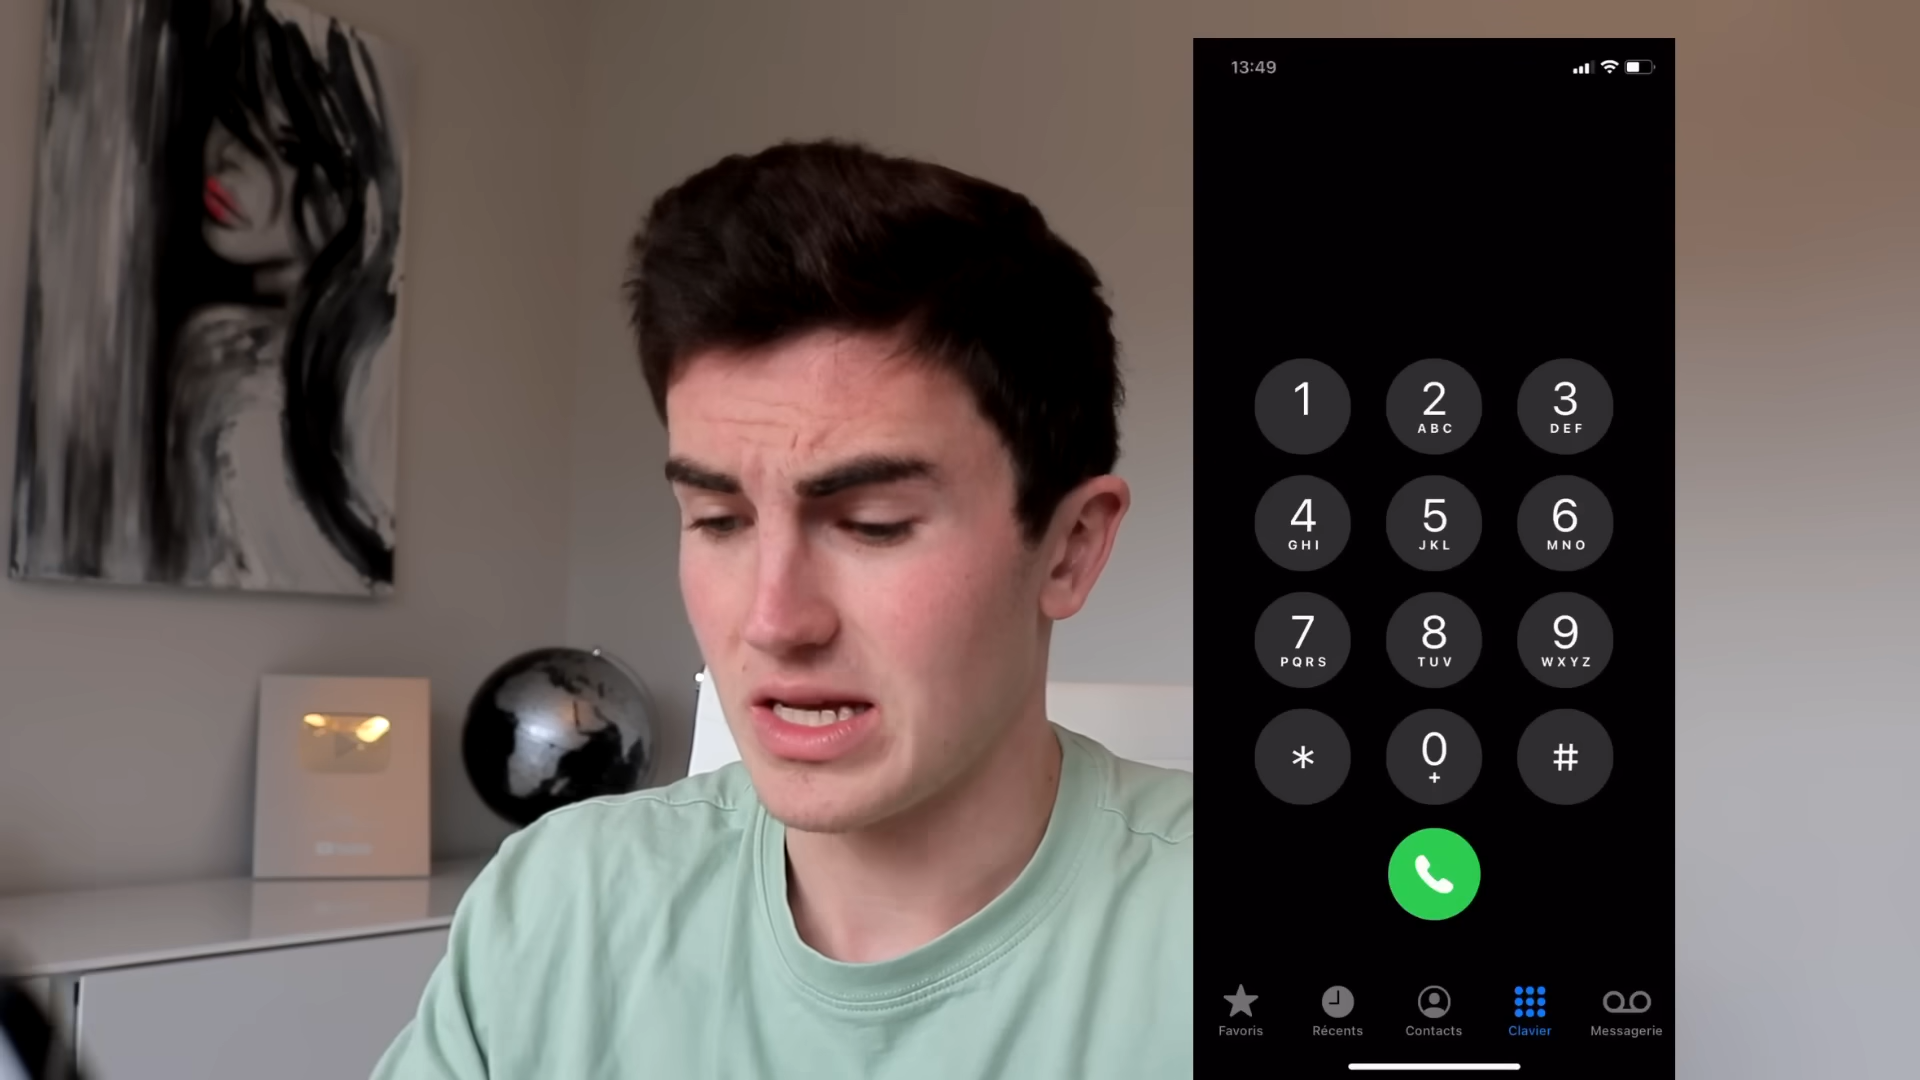 13:49
1
2
ABC
3
DEF
4
GHI
5
JKL
6
MNO
7
PQRS
8
TUV
9
WXYZ
*
0
+
#
Favoris
Récents
Contacts
Clavier
Messagerie